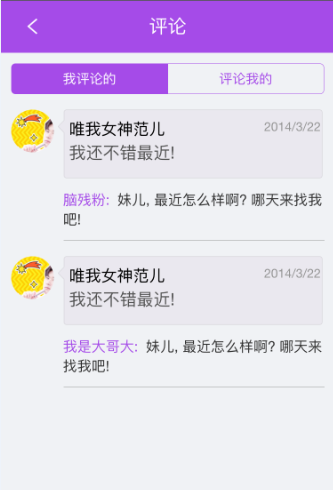 评论
我评论的
评论我的
唯我女神范儿
2014/3/22
我还不错最近!
脑残粉: 妹儿, 最近怎么样啊? 哪天来找我
吧!
唯我女神范儿
2014/3/22
我还不错最近!
我是大哥大: 妹儿, 最近怎么样啊? 哪天来
找我吧!